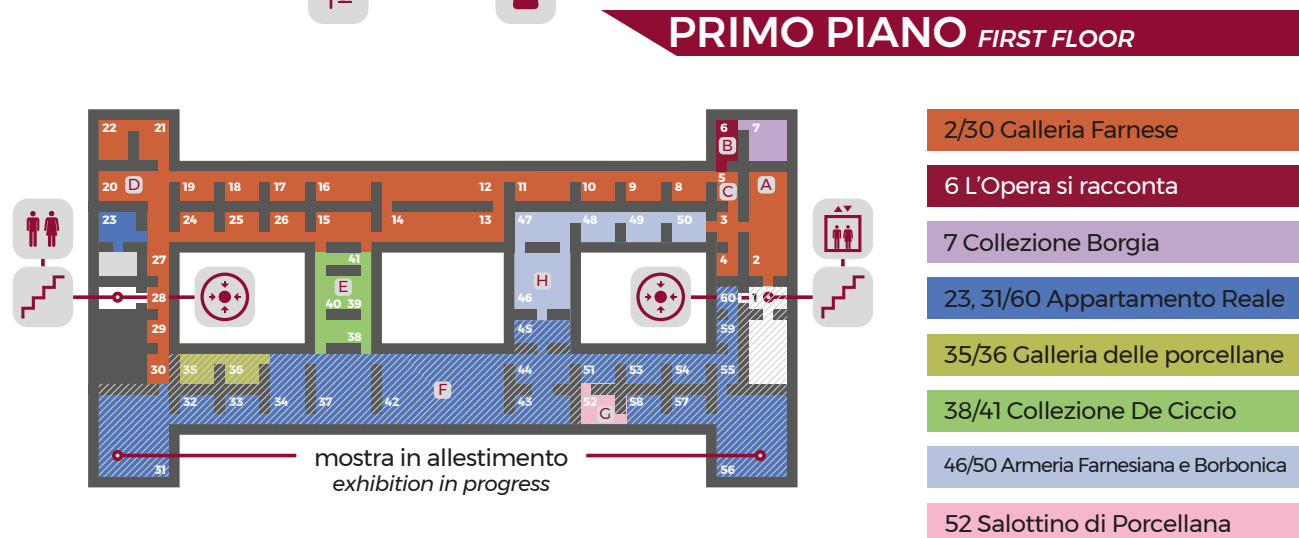 PRIMO PIANO FIRST FLOOR
22 21 6 7
B
20 D 19 18 17 16 12 11 10 9 8 5 C A
23 24 25 26 15 14 13 47 48 49 50 3
27 41 4 2
E H
28 40 39 46 60 1
29 38 45 59
30 35 36 44 51 53 54 55
F
32 33 34 37 42 43 52 G 58 57
31 56
mostra in allestimento
exhibition in progress
2/30 Galleria Farnese
6 L'Opera si racconta
7 Collezione Borgia
23, 31/60 Appartamento Reale
35/36 Galleria delle porcellane
38/41 Collezione De Ciccio
46/50 Armeria Farnesiana e Borbonica
52 Salottino di Porcellana